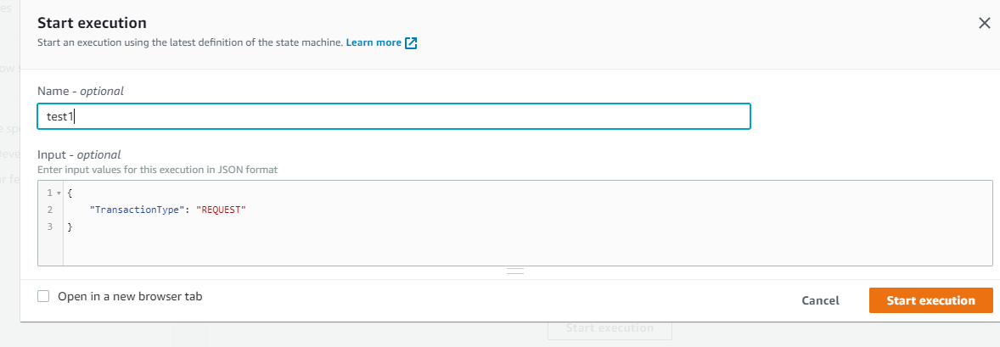 Start execution
Start an execution using the latest definition of the state machine. Learn more
Name - optional
test1
Input - optional
Enter input values for this execution in JSON format
1 {
2 "TransactionType": "REQUEST"
3 }
Open in a new browser tab
Cancel
Start execution
Start execution